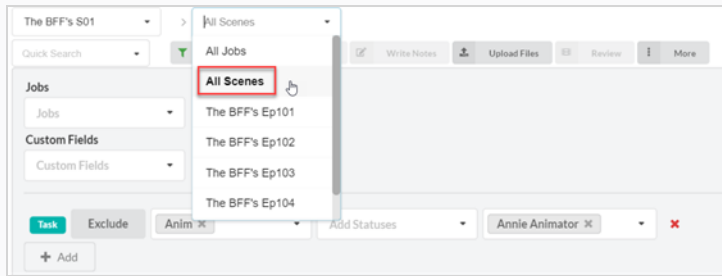 The BFF's S01 > All Scenes
Quick Search T Write Notes Upload Files Review More
All Jobs
All Scenes
Jobs
Jobs
The BFF's Ep101
Custom Fields
The BFF's Ep102
Custom Fields
The BFF's Ep103
The BFF's Ep104
Task Exclude Anim × Add Statuses Annie Animator × ×
+ Add